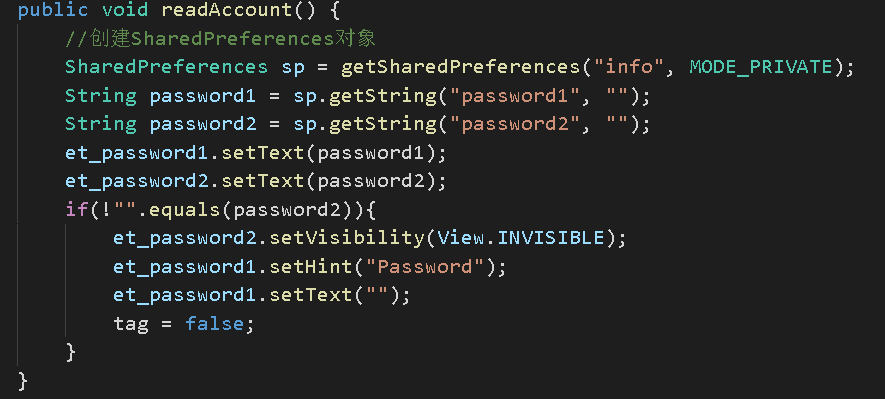 public void readAccount() {
    //创建SharedPreferences对象
    SharedPreferences sp = getSharedPreferences("info", MODE_PRIVATE);
    String password1 = sp.getString("password1", "");
    String password2 = sp.getString("password2", "");
    et_password1.setText(password1);
    et_password2.setText(password2);
    if(!"".equals(password2)){
        et_password2.setVisibility(View.INVISIBLE);
        et_password1.setHint("Password");
        et_password1.setText("");
        tag = false;
    }
}